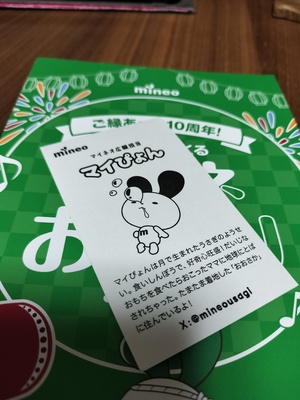 mineo
ご縁あ
10周年!
る
お
mineo
マイネオ広報担当
マイぴょん
m
マイぴょんは月で生まれたうさぎのようせ
い。食いしんぼうで、好奇心旺盛!だいじな
おもちを食べたらおこったママに地球にとば
されちゃった。たまたま着地した「おおさか」
に住んでいるよ!
X:@mineousagi